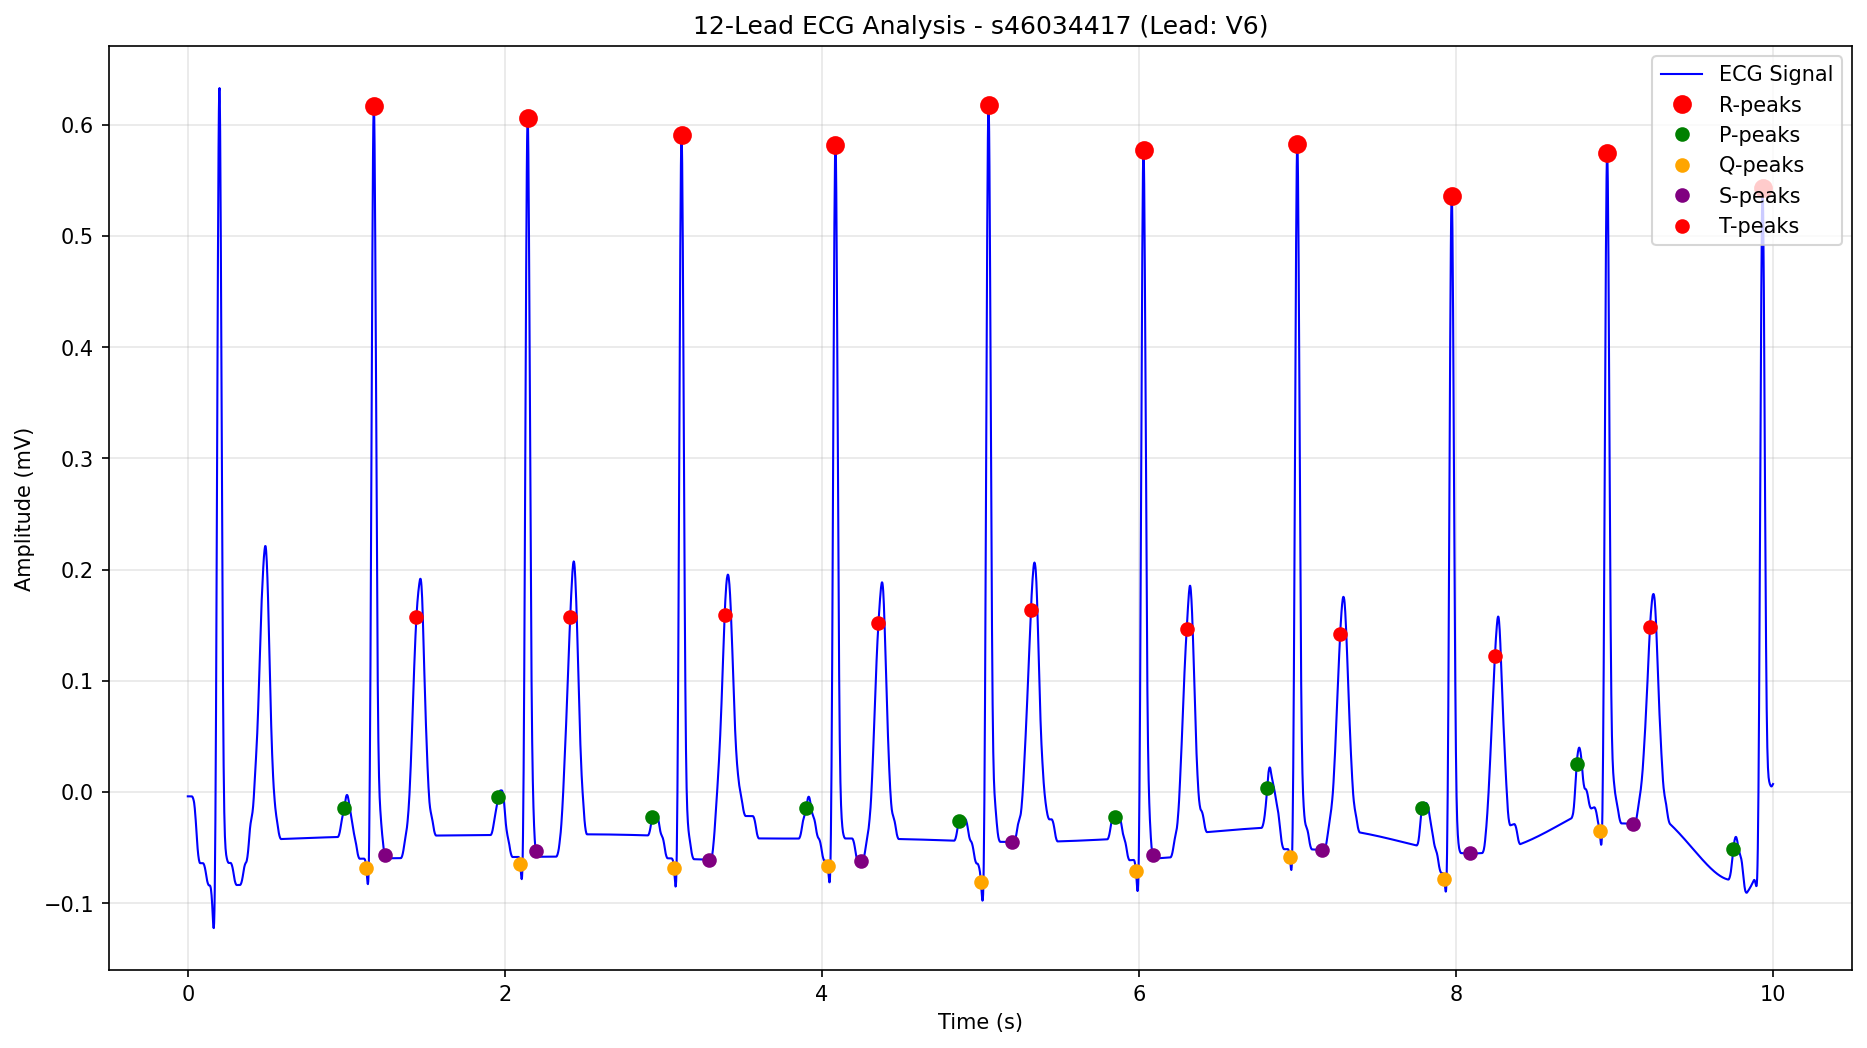 12-Lead ECG Analysis - s46034417 (Lead: V6)
ECG Signal
R-peaks
P-peaks
Q-peaks
S-peaks
T-peaks
Amplitude (mV)
0.6
0.5
0.4
0.3
0.2
0.1
0.0
−0.1
0 2 4 6 8 10
Time (s)